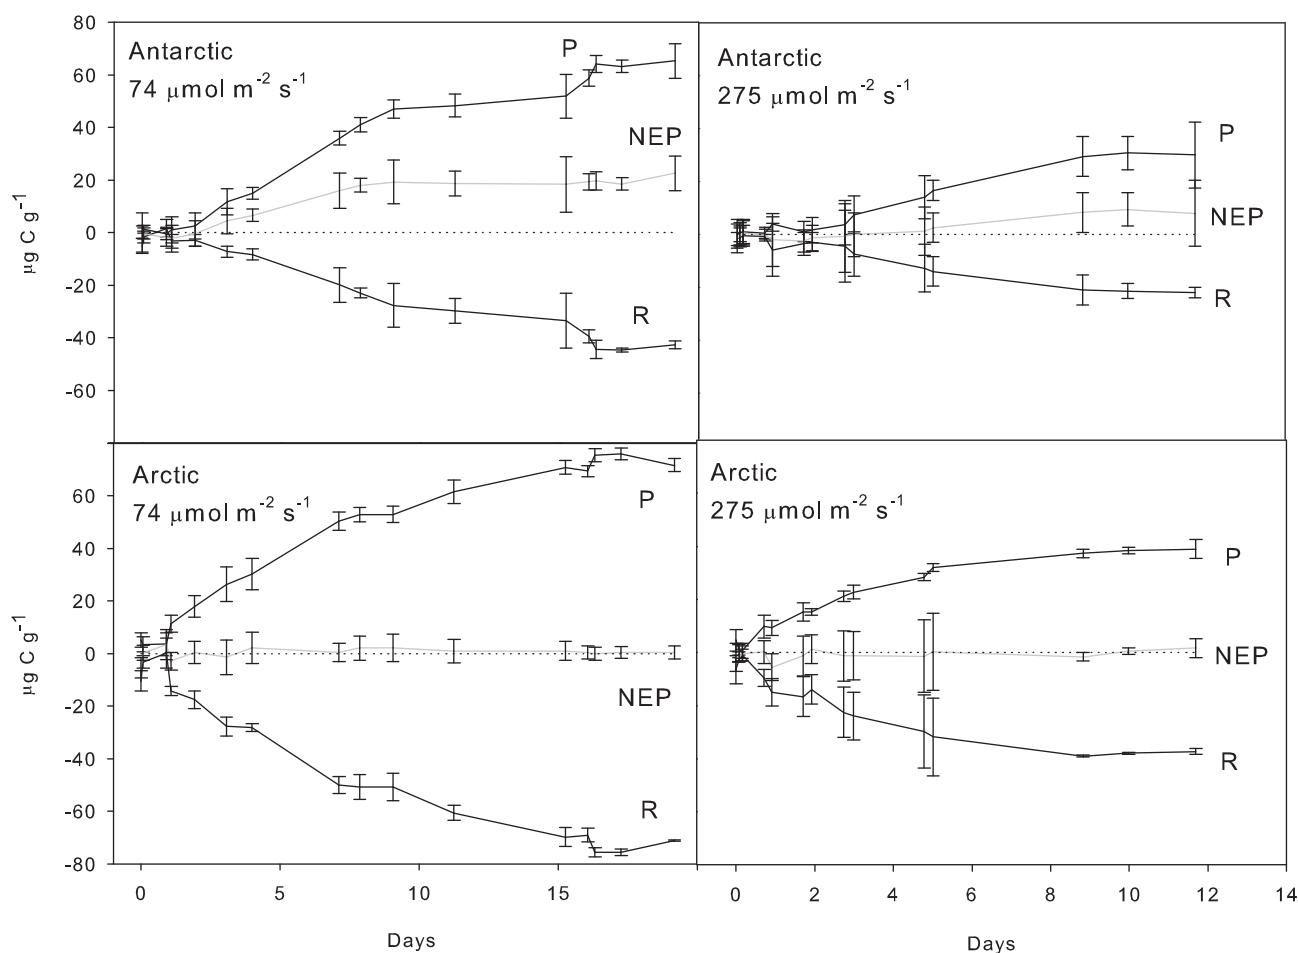 80
60
40
20
0
-20
-40
-60
µg C g⁻¹
Antarctic
74 µmol m⁻² s⁻¹
P
NEP
R
Antarctic
275 µmol m⁻² s⁻¹
P
NEP
R
60
40
20
0
-20
-40
-60
-80
µg C g⁻¹
Arctic
74 µmol m⁻² s⁻¹
P
NEP
R
0 5 10 15
Days
Arctic
275 µmol m⁻² s⁻¹
P
NEP
R
0 2 4 6 8 10 12 14
Days